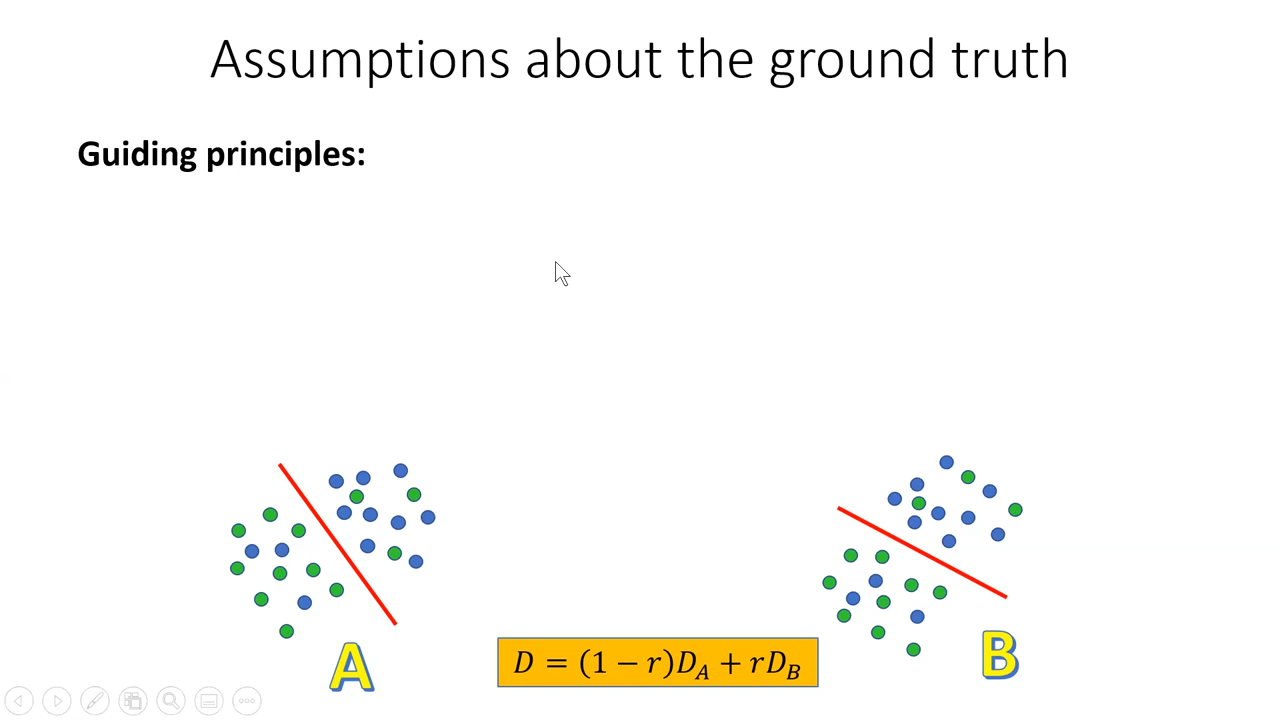 Assumptions about the ground truth
Guiding principles:
A
B
D = (1 − r)D_A + rD_B